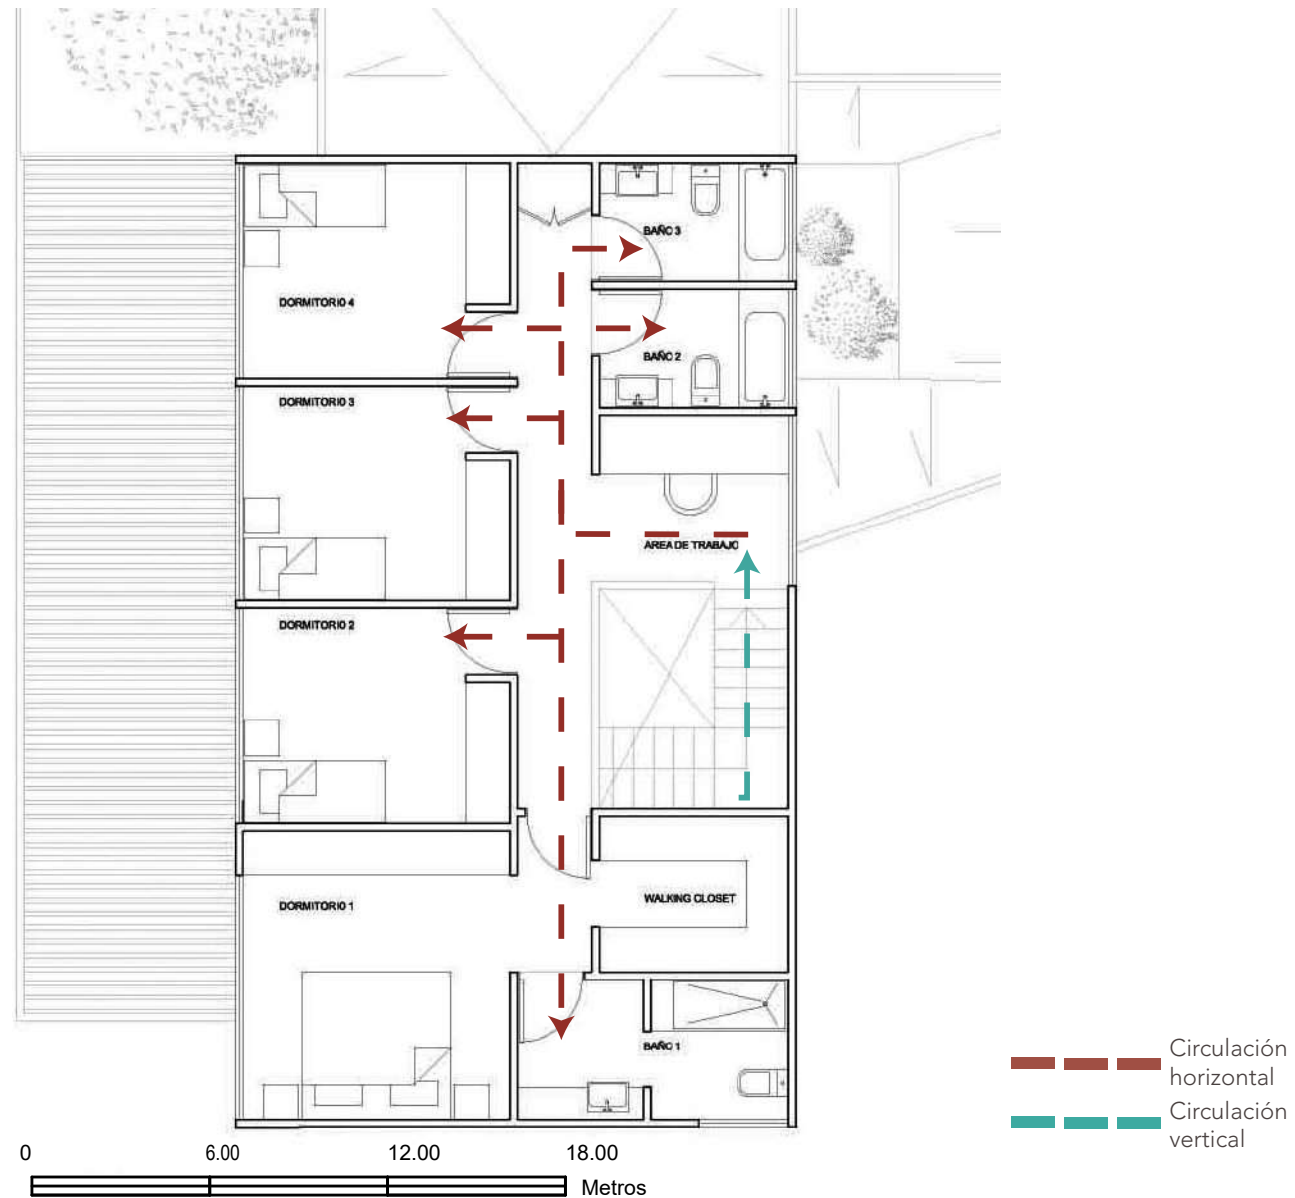 BAÑO 3
DORMITORIO 4
BAÑO 2
DORMITORIO 3
AREA DE TRABAJO
DORMITORIO 2
WALKING CLOSET
DORMITORIO 1
BAÑO 1
Circulación
horizontal
Circulación
vertical
0 6.00 12.00 18.00
Metros